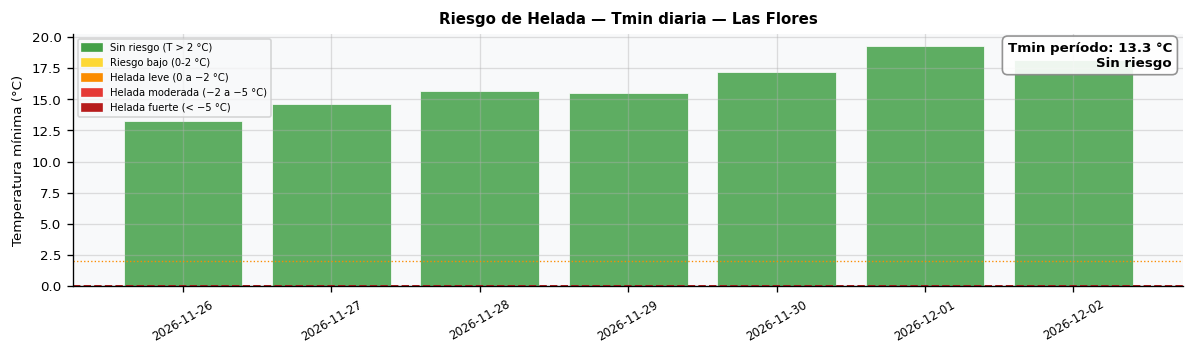 Riesgo de Helada — Tmin diaria — Las Flores
Temperatura mínima (°C)
20.0
17.5
15.0
12.5
10.0
7.5
5.0
2.5
0.0
Sin riesgo (T > 2 °C)
Riesgo bajo (0-2 °C)
Helada leve (0 a −2 °C)
Helada moderada (−2 a −5 °C)
Helada fuerte (< −5 °C)
Tmin período: 13.3 °C
Sin riesgo
2026-11-26
2026-11-27
2026-11-28
2026-11-29
2026-11-30
2026-12-01
2026-12-02